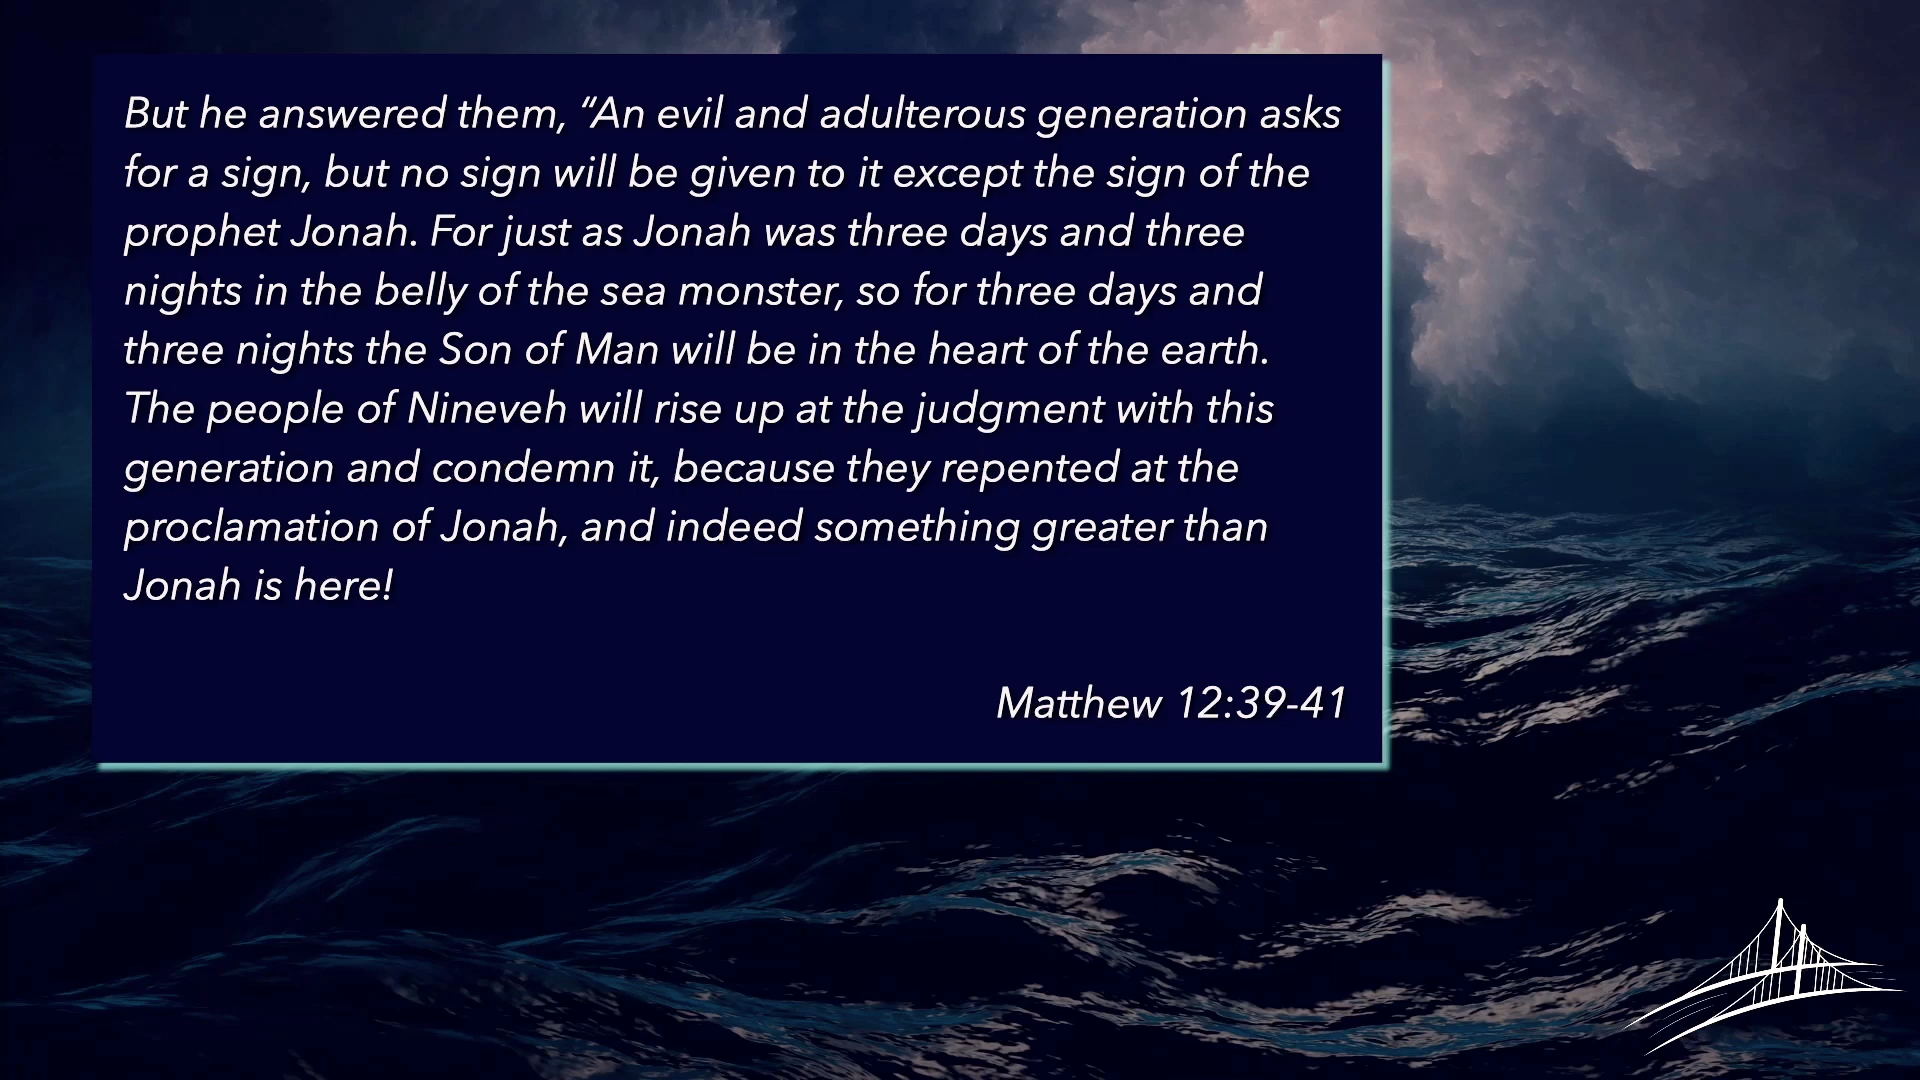 But he answered them, “An evil and adulterous generation asks
for a sign, but no sign will be given to it except the sign of the
prophet Jonah. For just as Jonah was three days and three
nights in the belly of the sea monster, so for three days and
three nights the Son of Man will be in the heart of the earth.
The people of Nineveh will rise up at the judgment with this
generation and condemn it, because they repented at the
proclamation of Jonah, and indeed something greater than
Jonah is here!
Matthew 12:39-41